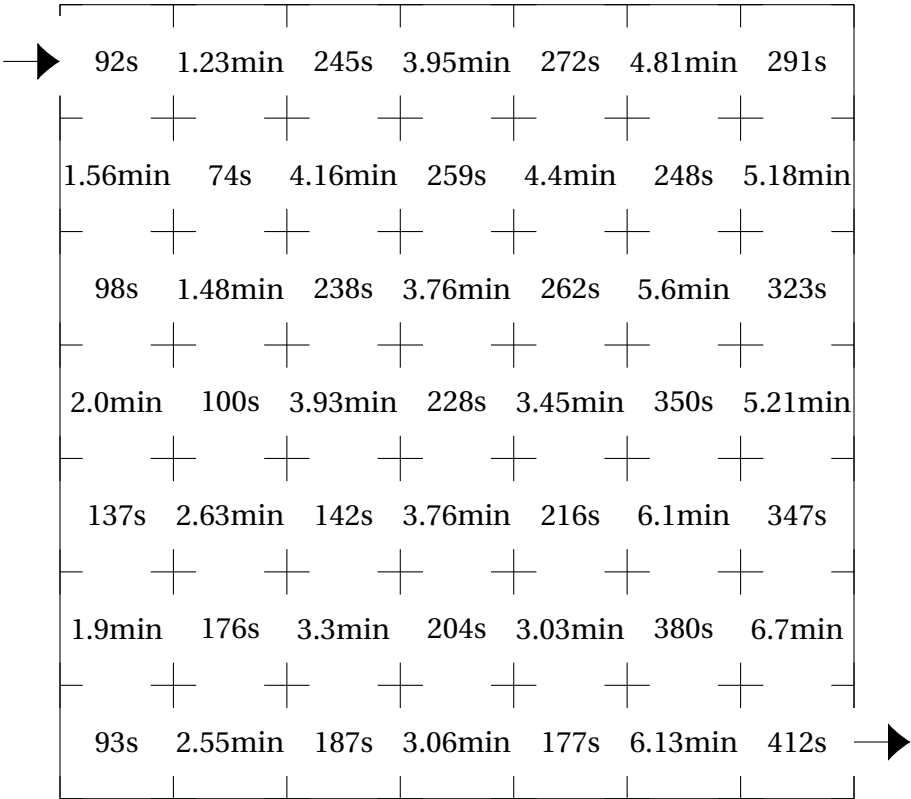 92s 1.23min 245s 3.95min 272s 4.81min 291s
1.56min 74s 4.16min 259s 4.4min 248s 5.18min
98s 1.48min 238s 3.76min 262s 5.6min 323s
2.0min 100s 3.93min 228s 3.45min 350s 5.21min
137s 2.63min 142s 3.76min 216s 6.1min 347s
1.9min 176s 3.3min 204s 3.03min 380s 6.7min
93s 2.55min 187s 3.06min 177s 6.13min 412s